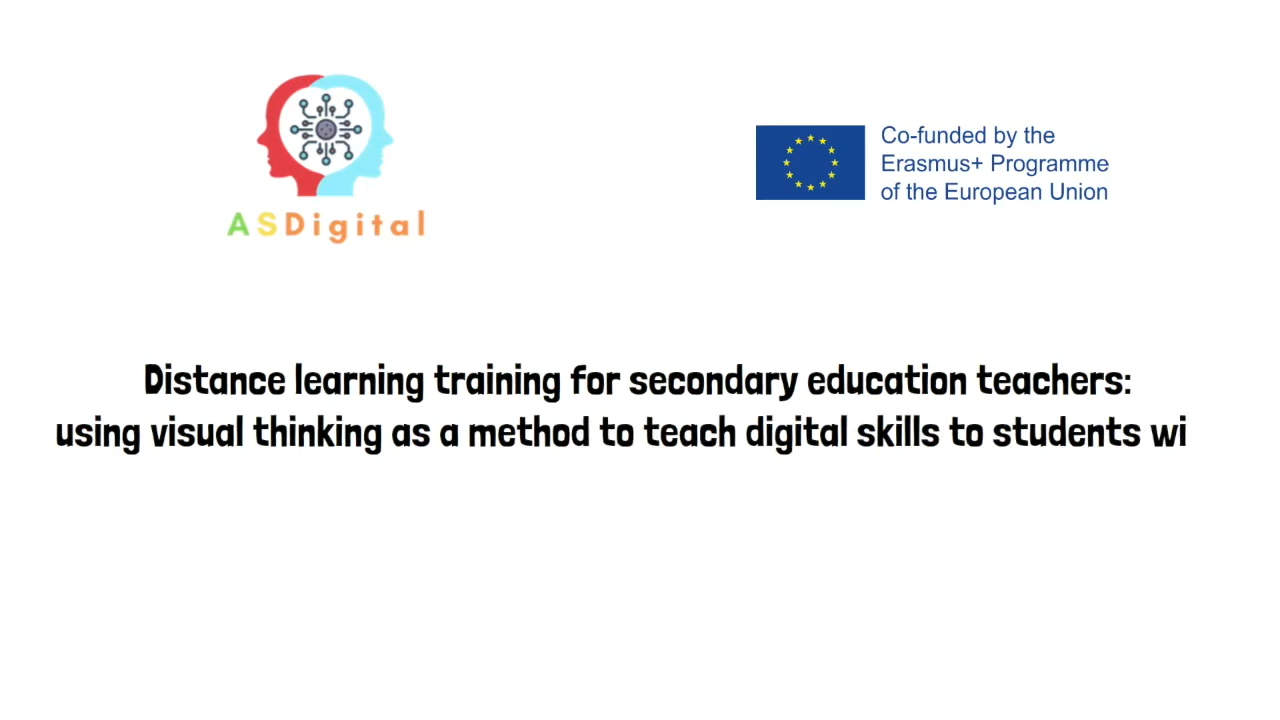 ASDigital
Co-funded by the
Erasmus+ Programme
of the European Union
Distance learning training for secondary education teachers:
using visual thinking as a method to teach digital skills to students wi